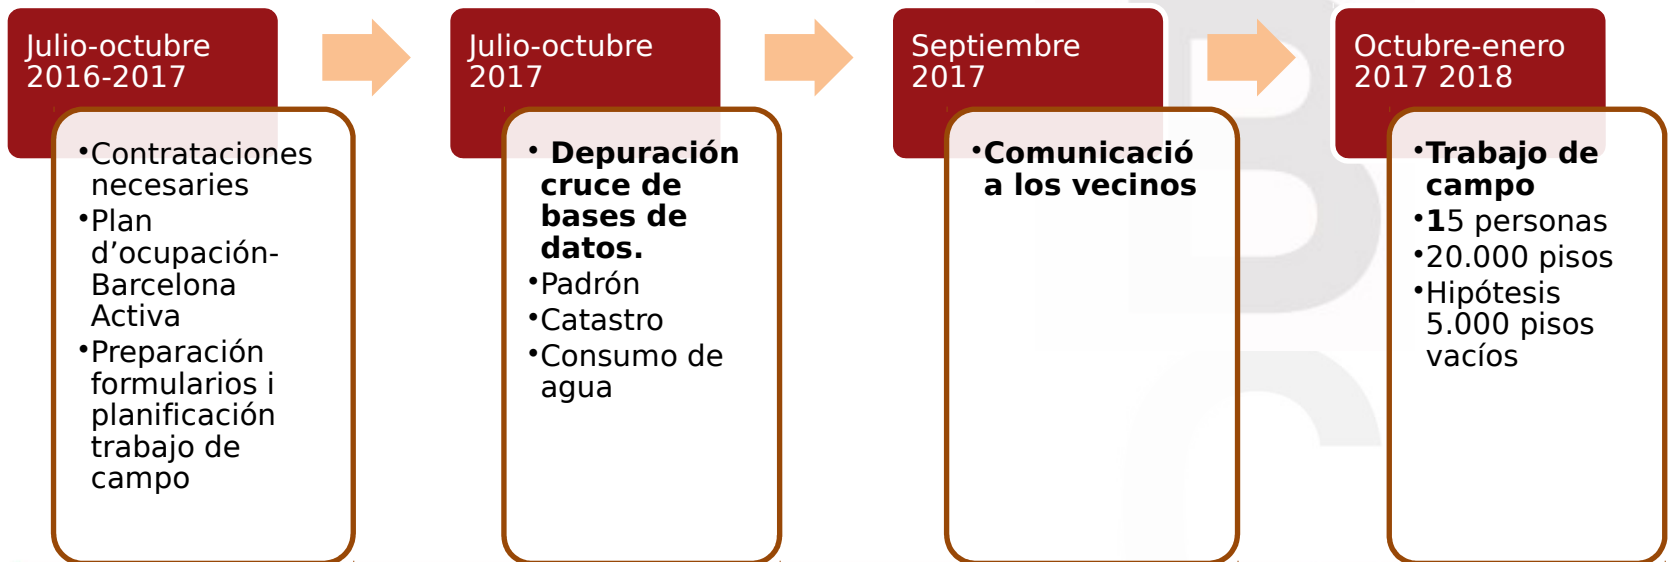 Julio-octubre
2016-2017
•Contrataciones
necesaries
•Plan
d’ocupación-
Barcelona
Activa
•Preparación
formularios i
planificación
trabajo de
campo
Julio-octubre
2017
• Depuración
cruce de
bases de
datos.
•Padrón
•Catastro
•Consumo de
agua
Septiembre
2017
•Comunicació
a los vecinos
Octubre-enero
2017 2018
•Trabajo de
campo
•15 personas
•20.000 pisos
•Hipótesis
5.000 pisos
vacíos